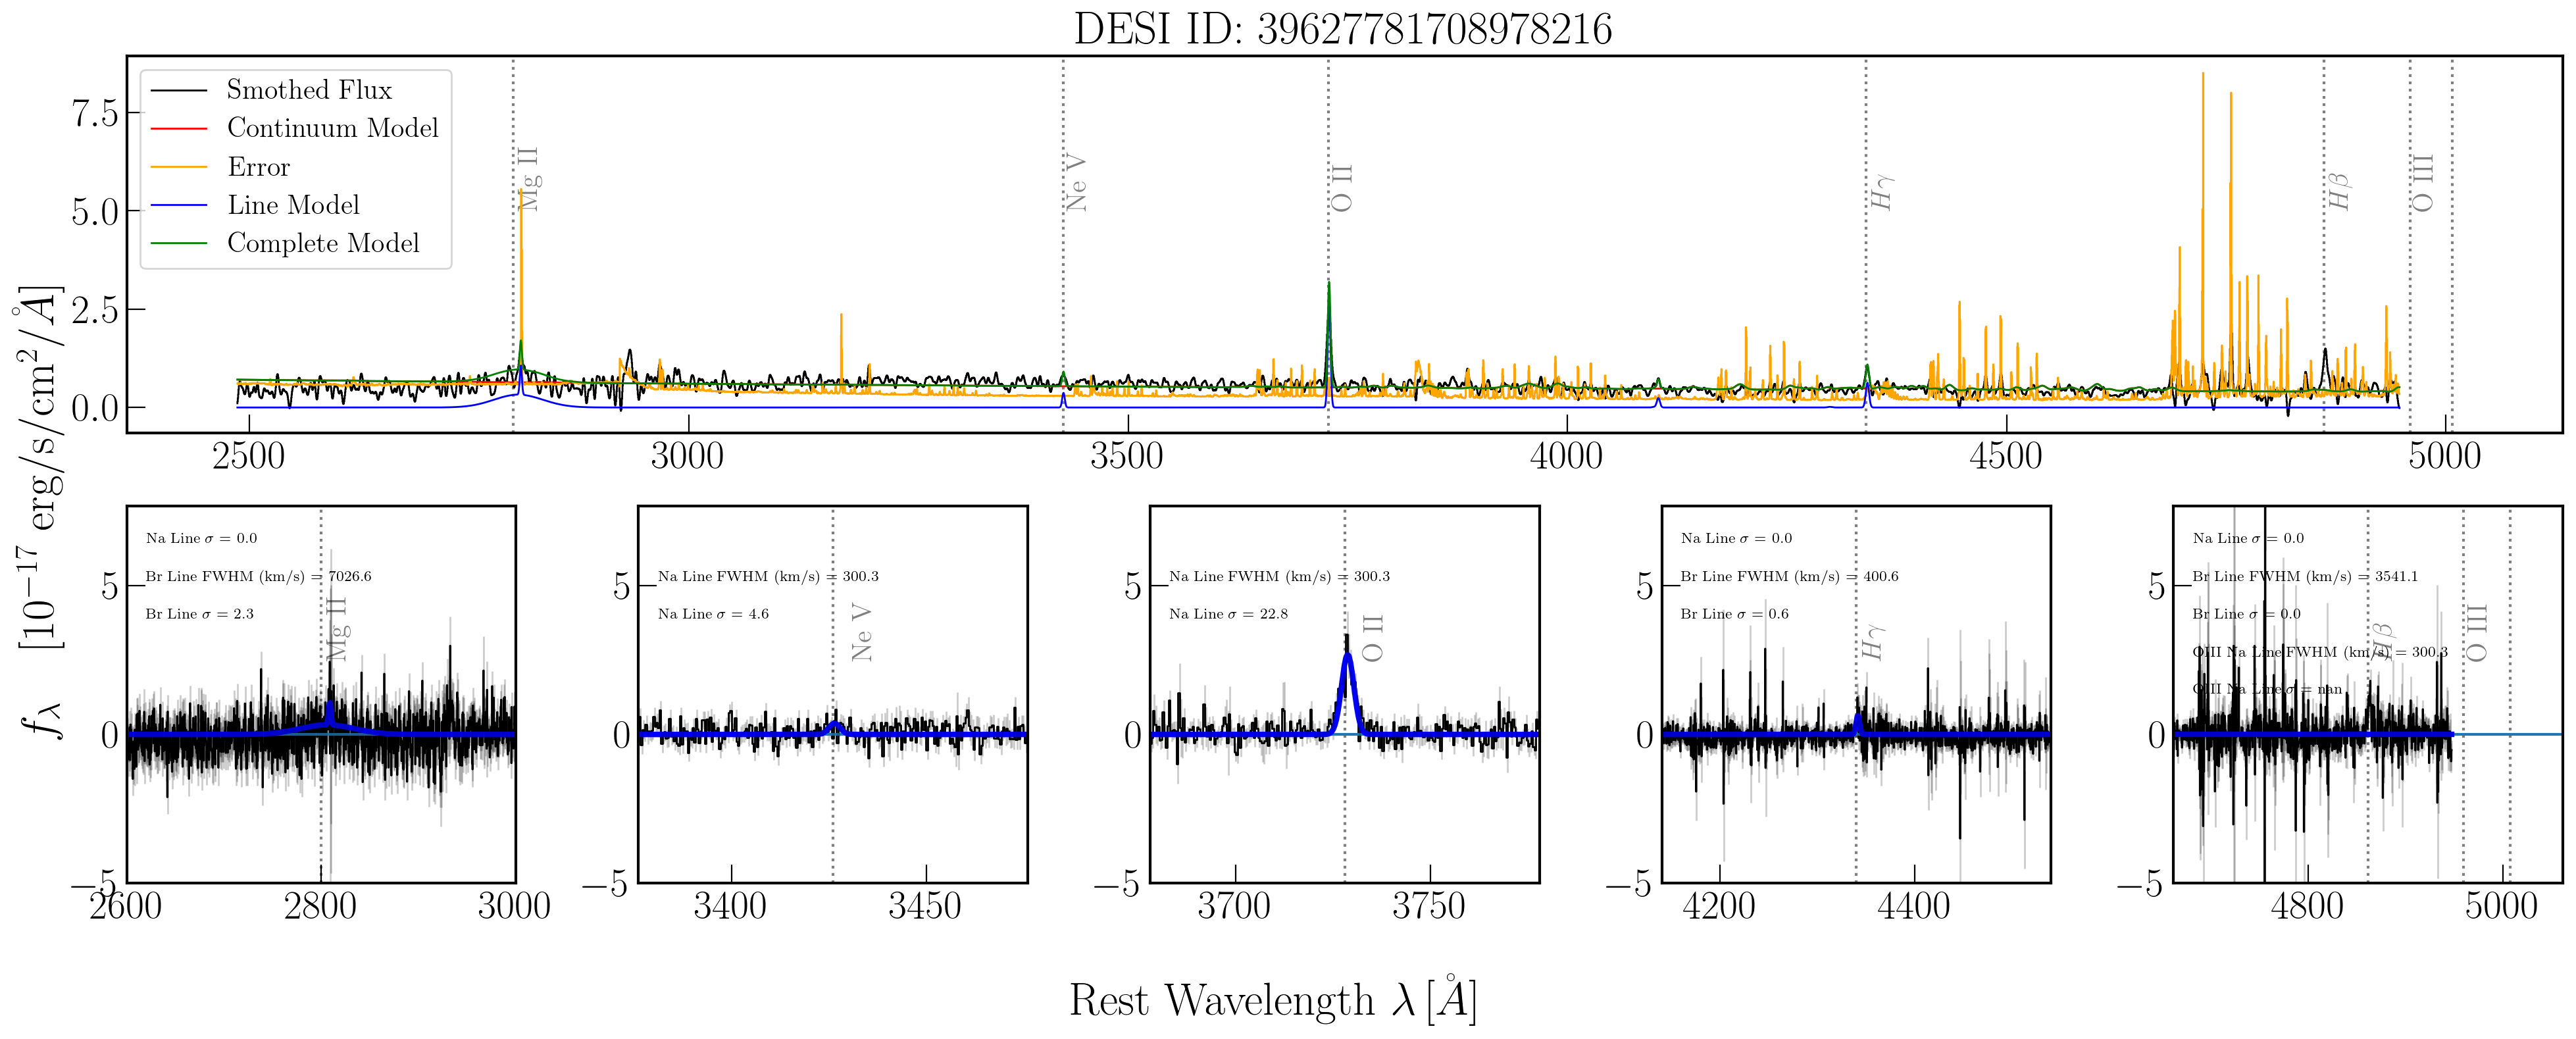 DESI ID: 39627781708978216
Smothed Flux
Continuum Model
Error
Line Model
Complete Model
Mg II
Ne V
O II
Hγ
Hβ
O III
7.5
5.0
2.5
0.0
2500 3000 3500 4000 4500 5000
f_λ [10^{-17} erg/s/cm^2/Å]
Na Line σ = 0.0
Br Line FWHM (km/s) = 7026.6
Br Line σ = 2.3
Mg II
5
0
−5
2600 2800 3000
Na Line FWHM (km/s) = 300.3
Na Line σ = 4.6
Ne V
5
0
−5
3400 3450
Na Line FWHM (km/s) = 300.3
Na Line σ = 22.8
O II
5
0
−5
3700 3750
Na Line σ = 0.0
Br Line FWHM (km/s) = 400.6
Br Line σ = 0.6
Hγ
5
0
−5
4200 4400
Na Line σ = 0.0
Br Line FWHM (km/s) = 3541.1
Br Line σ = 0.0
OIII Na Line FWHM (km/s) = 300.3
OIII Na Line σ = nan
Hβ
O III
5
0
−5
4800 5000
Rest Wavelength λ [Å]